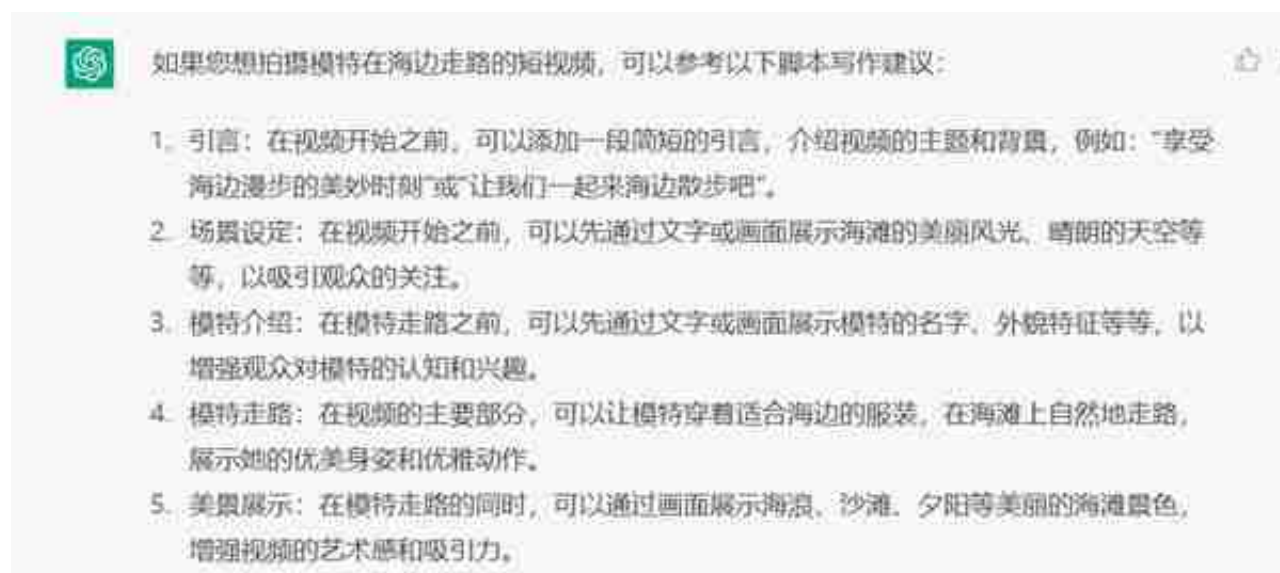 如果您想拍摄模特在海边走路的短视频，可以参考以下脚本写作建议：
1. 引言：在视频开始之前，可以添加一段简短的引言，介绍视频的主题和背景，例如："享受
海边漫步的美妙时刻"或"让我们一起来海边散步吧"。
2. 场景设定：在视频开始之前，可以先通过文字或画面展示海滩的美丽风光、晴朗的天空等
等，以吸引观众的关注。
3. 模特介绍：在模特走路之前，可以先通过文字或画面展示模特的名字、外貌特征等等，以
增强观众对模特的认知和兴趣。
4. 模特走路：在视频的主要部分，可以让模特穿着适合海边的服装，在海滩上自然地走路，
展示她的优美身姿和优雅动作。
5. 美景展示：在模特走路的同时，可以通过画面展示海浪、沙滩、夕阳等美丽的海滩景色，
增强视频的艺术感和吸引力。